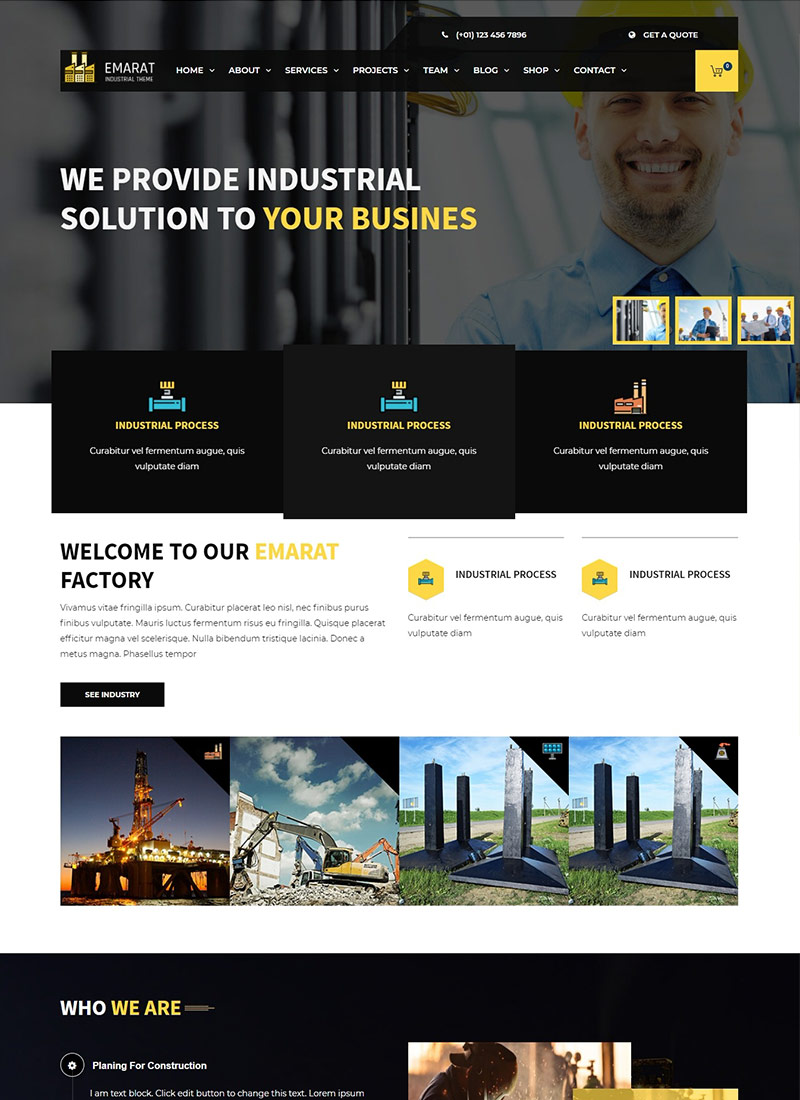 (+01) 123 456 7896
GET A QUOTE
EMARAT
INDUSTRIAL THEME
HOME
ABOUT
SERVICES
PROJECTS
TEAM
BLOG
SHOP
CONTACT
0
WE PROVIDE INDUSTRIAL
SOLUTION TO YOUR BUSINES
INDUSTRIAL PROCESS
Curabitur vel fermentum augue, quis
vulputate diam
INDUSTRIAL PROCESS
Curabitur vel fermentum augue, quis
vulputate diam
INDUSTRIAL PROCESS
Curabitur vel fermentum augue, quis
vulputate diam
WELCOME TO OUR EMARAT
FACTORY
Vivamus vitae fringilla ipsum. Curabitur placerat leo nisl, nec finibus purus
finibus vulputate. Mauris luctus fermentum risus eu fringilla. Quisque placerat
efficitur magna vel scelerisque. Nulla bibendum tristique lacinia. Donec a
metus magna. Phasellus tempor
SEE INDUSTRY
INDUSTRIAL PROCESS
Curabitur vel fermentum augue, quis
vulputate diam
INDUSTRIAL PROCESS
Curabitur vel fermentum augue, quis
vulputate diam
WHO WE ARE
Planing For Construction
I am text block. Click edit button to change this text. Lorem ipsum